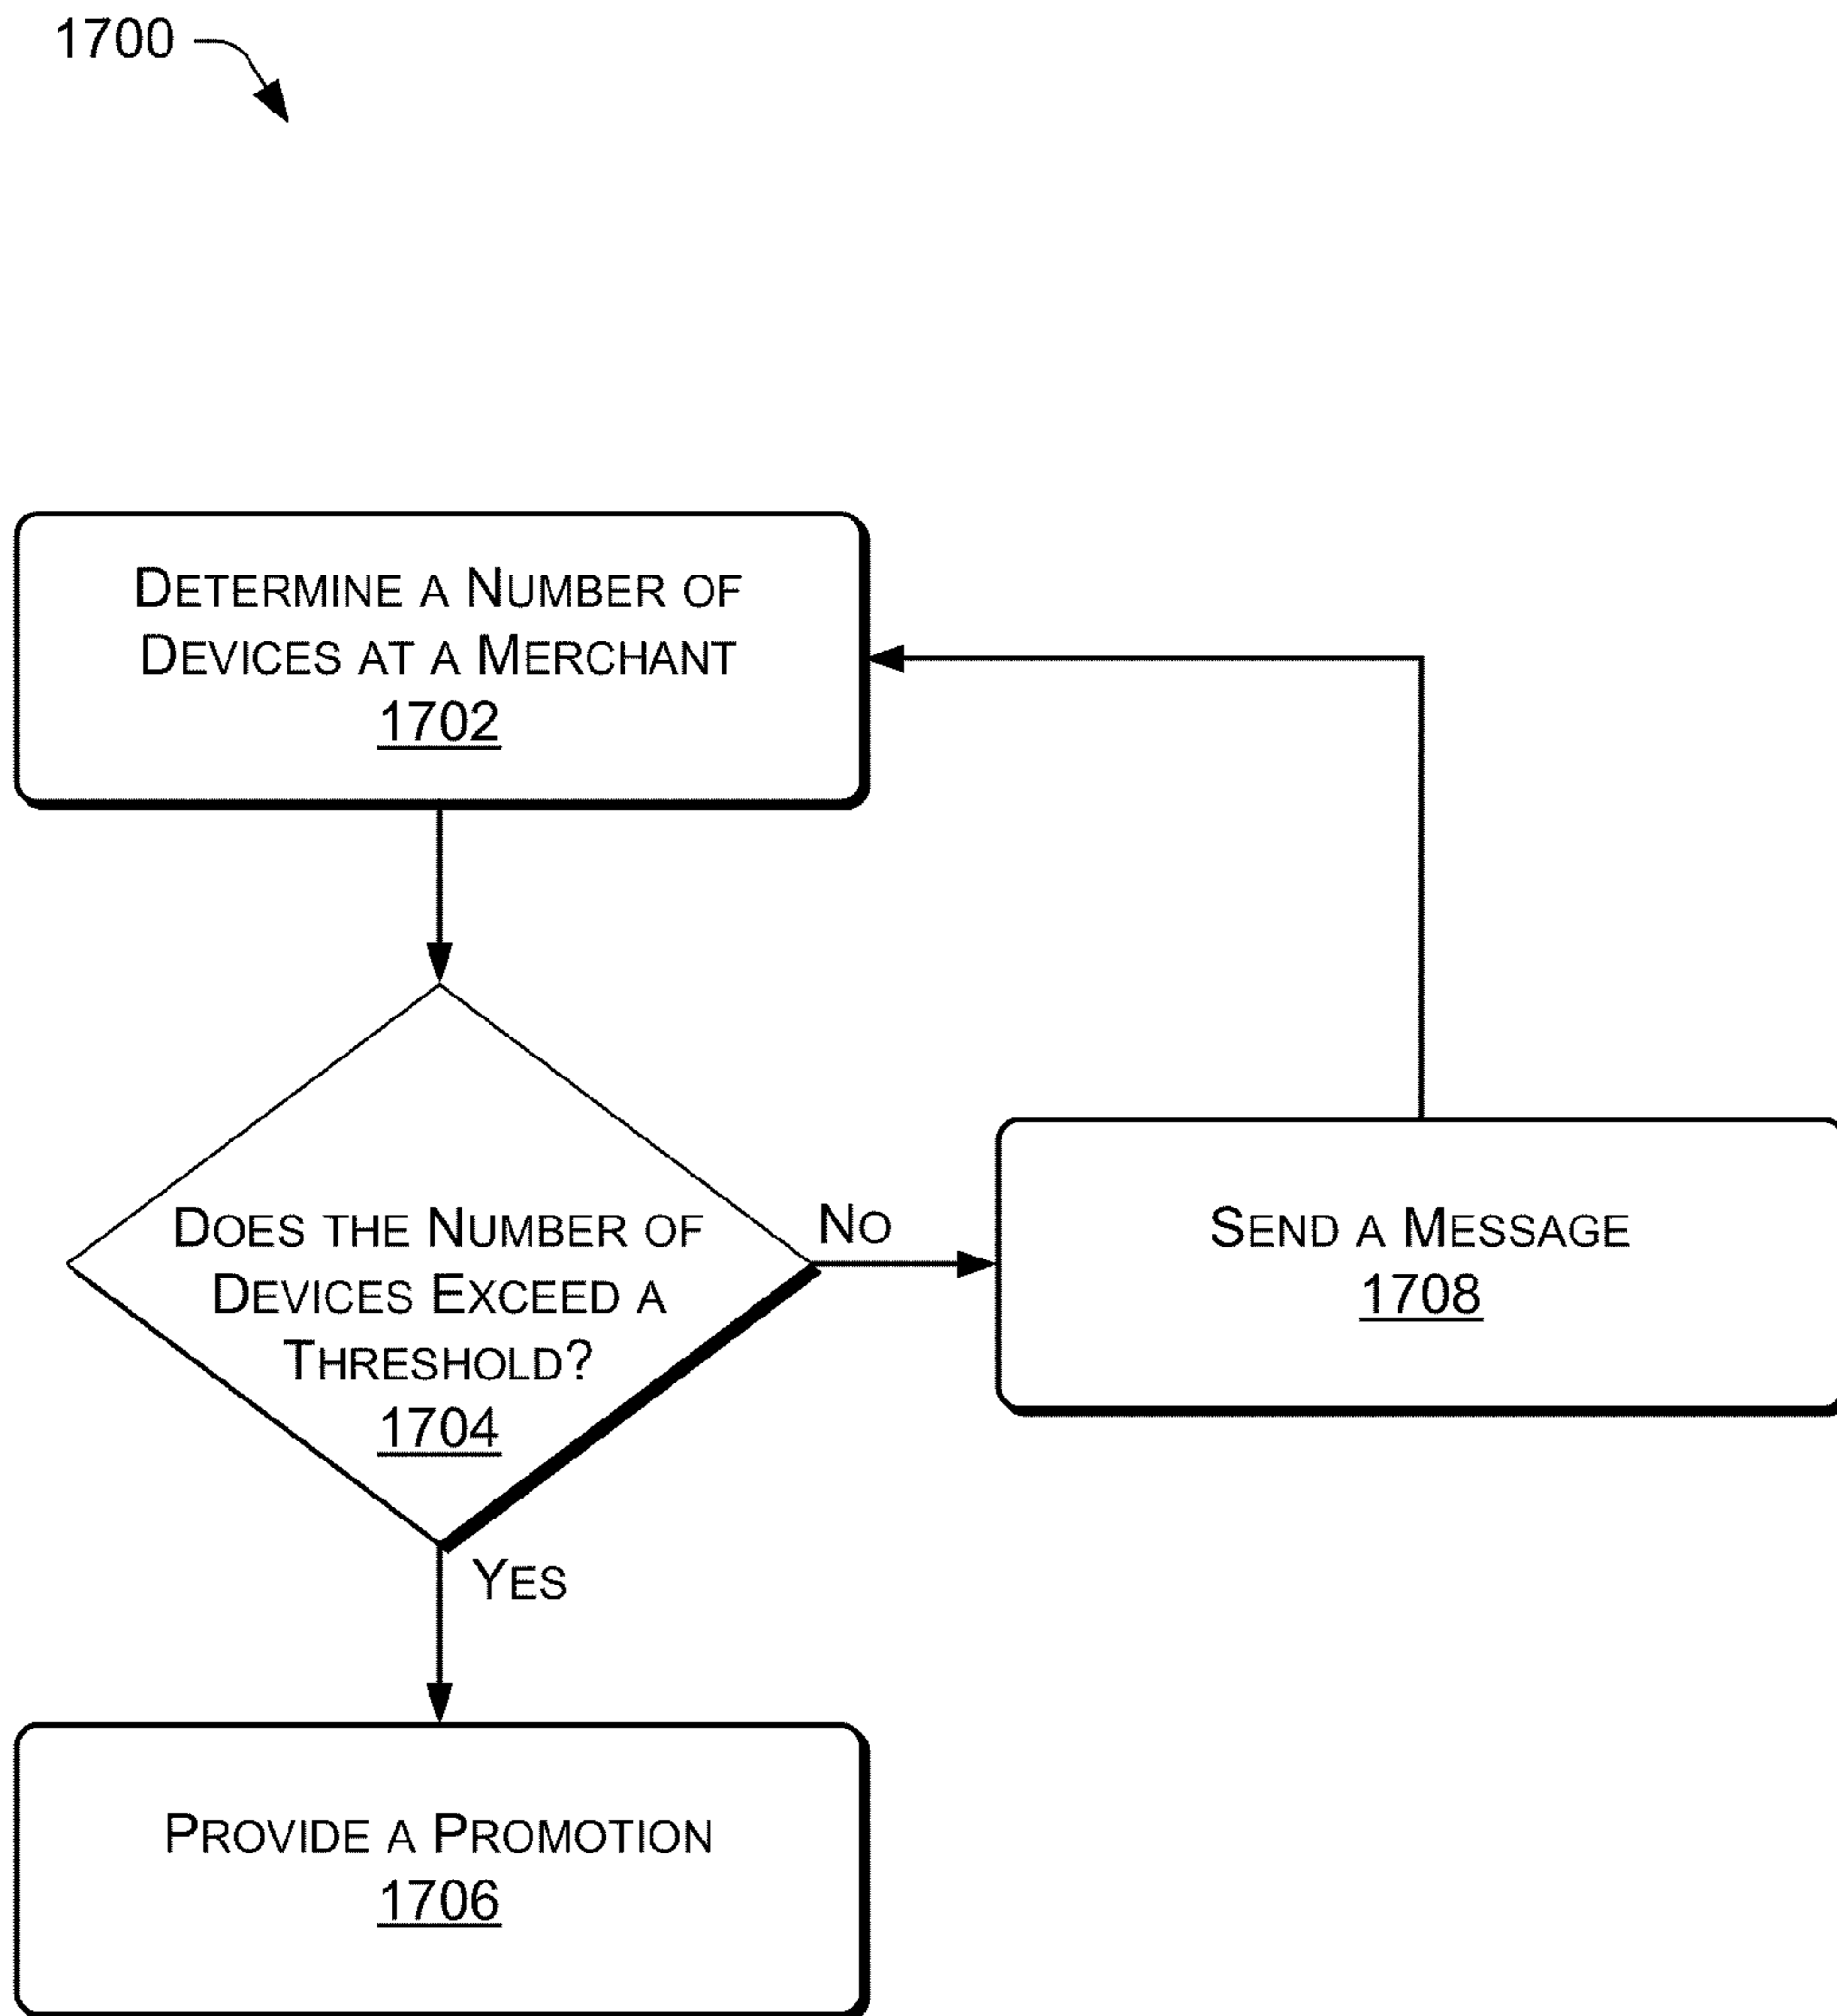 1700
DETERMINE A NUMBER OF
DEVICES AT A MERCHANT
1702
DOES THE NUMBER OF
DEVICES EXCEED A
THRESHOLD?
1704
NO
SEND A MESSAGE
1708
YES
PROVIDE A PROMOTION
1706